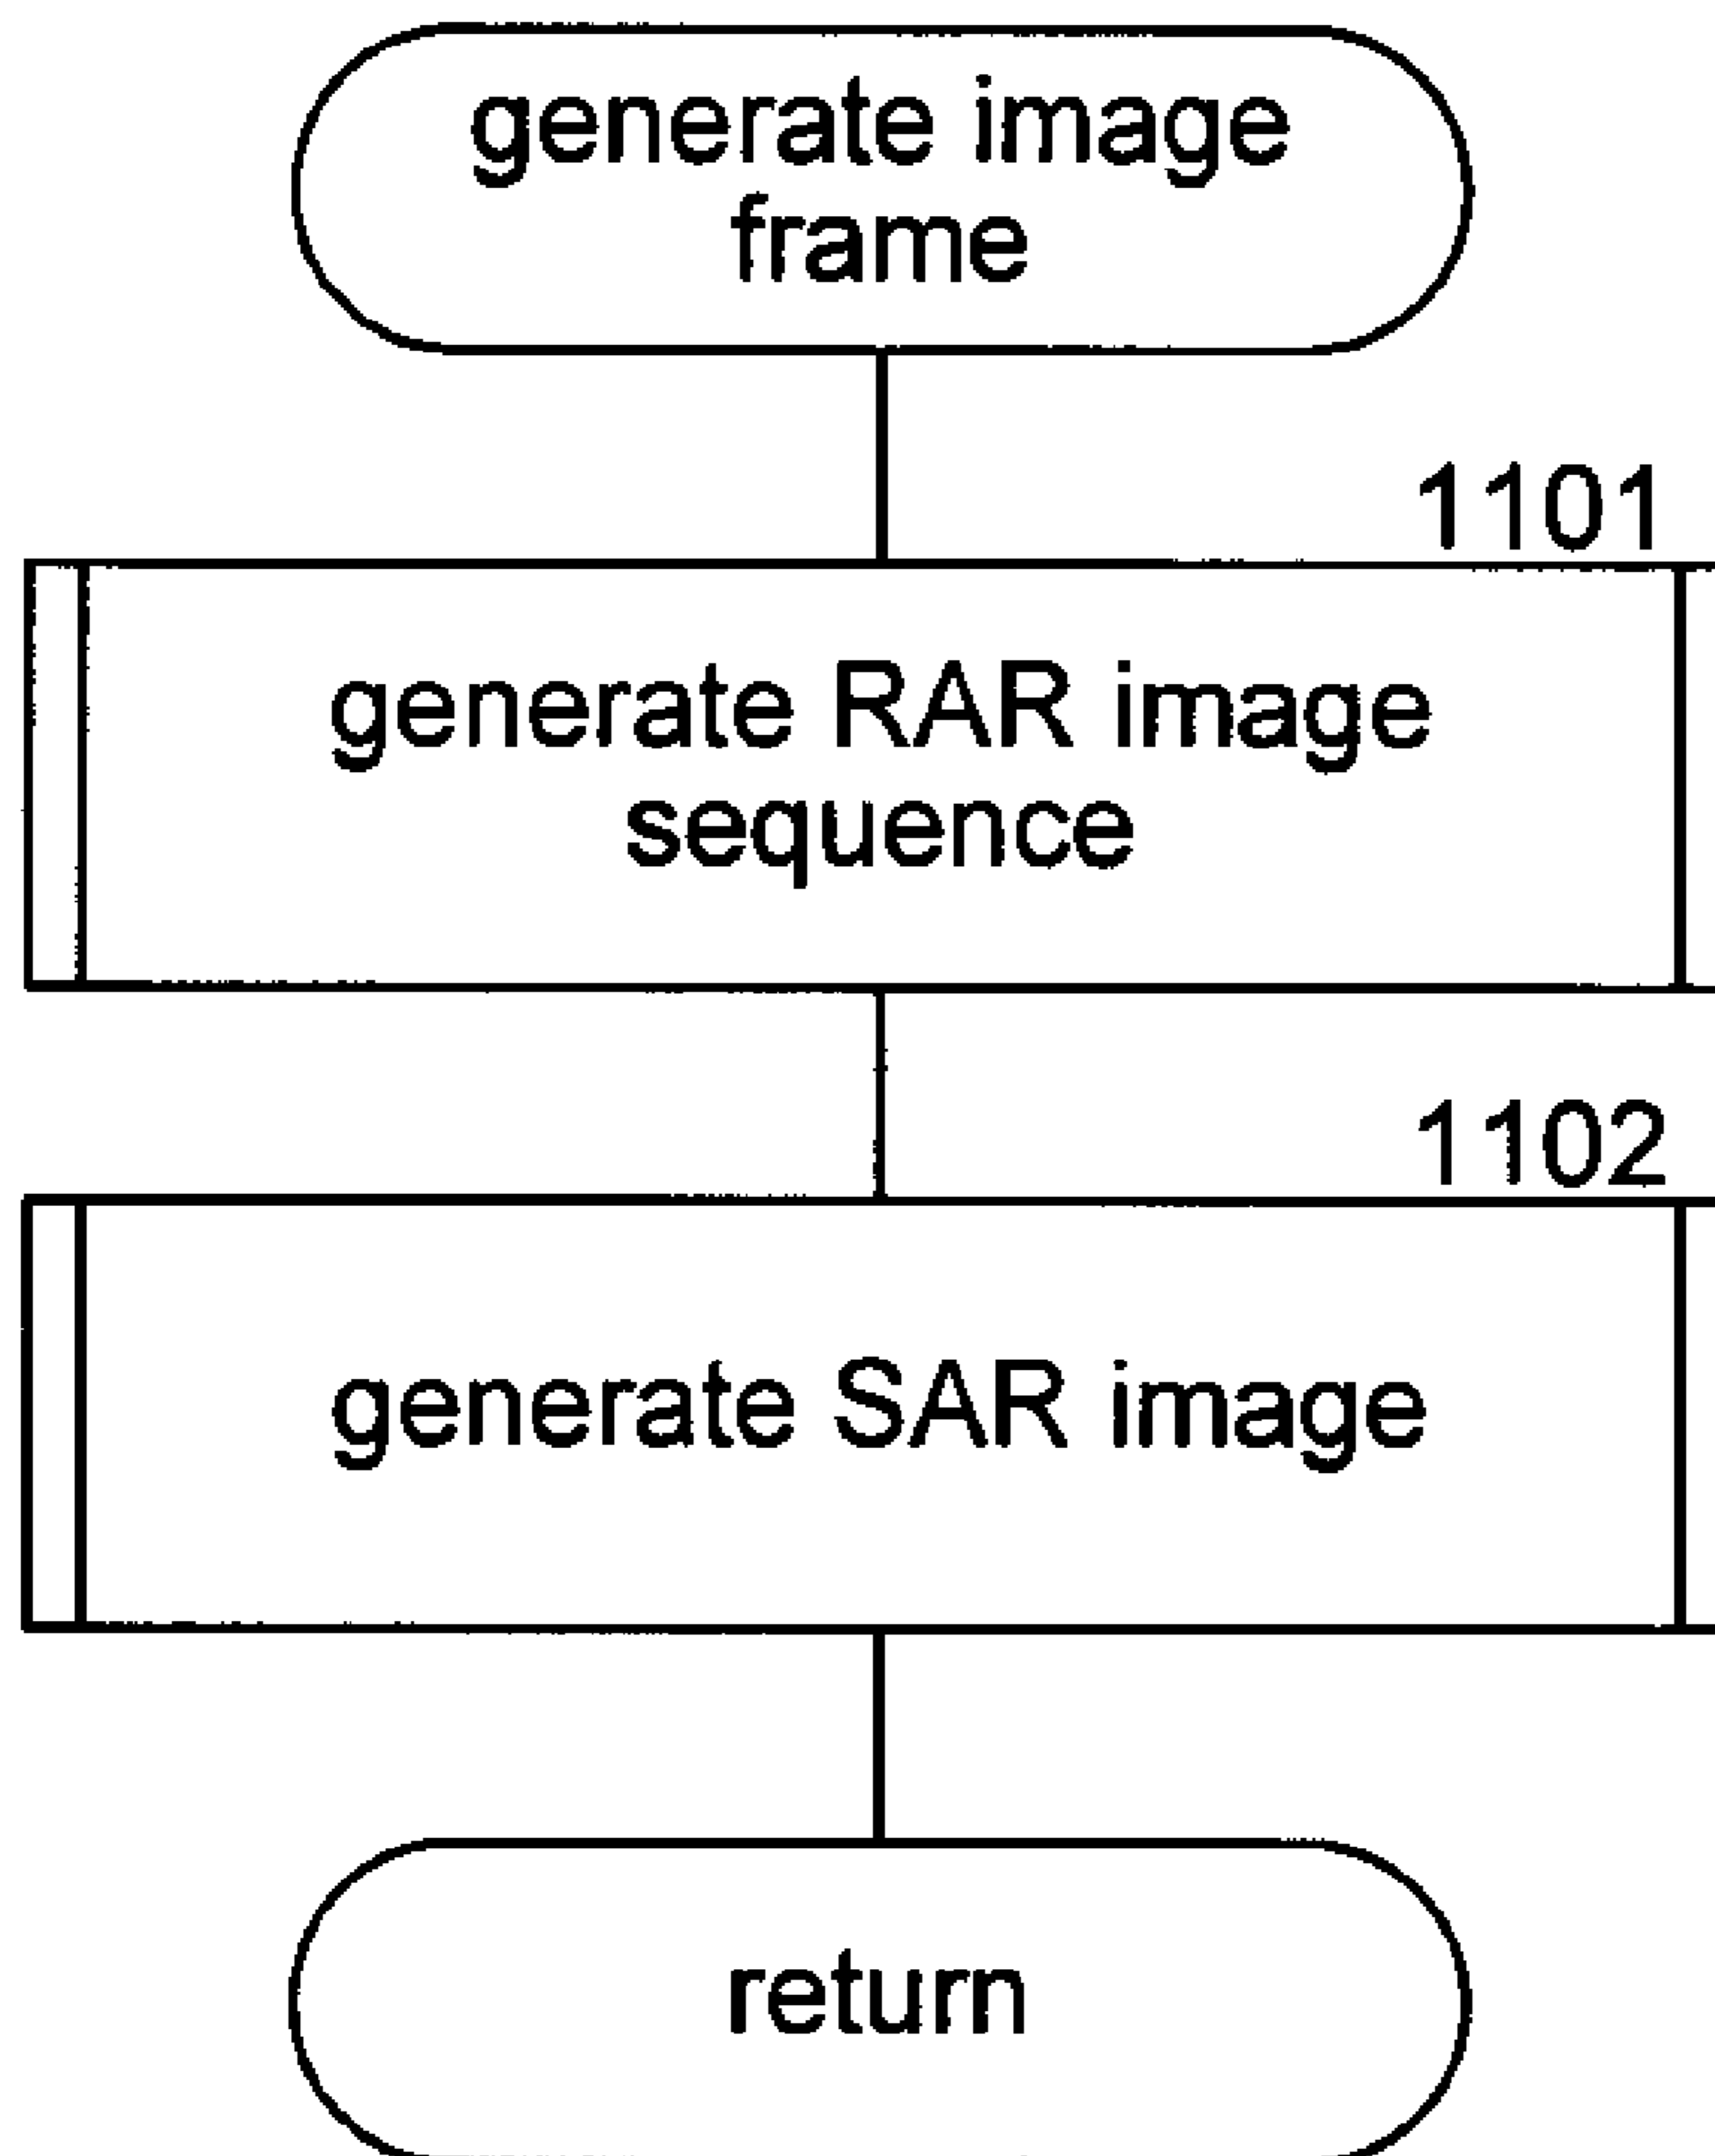 generate image
frame
1101
generate RAR image
sequence
1102
generate SAR image
return